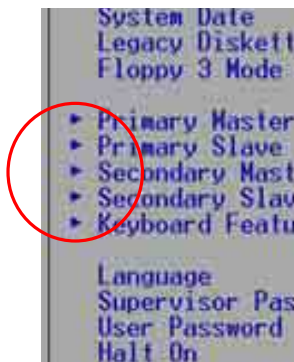 System Date
Legacy Diskett
Floppy 3 Mode
Primary Master
Primary Slave
Secondary Mast
Secondary Slav
Keyboard Featu
Language
Supervisor Pas
User Password
Halt On